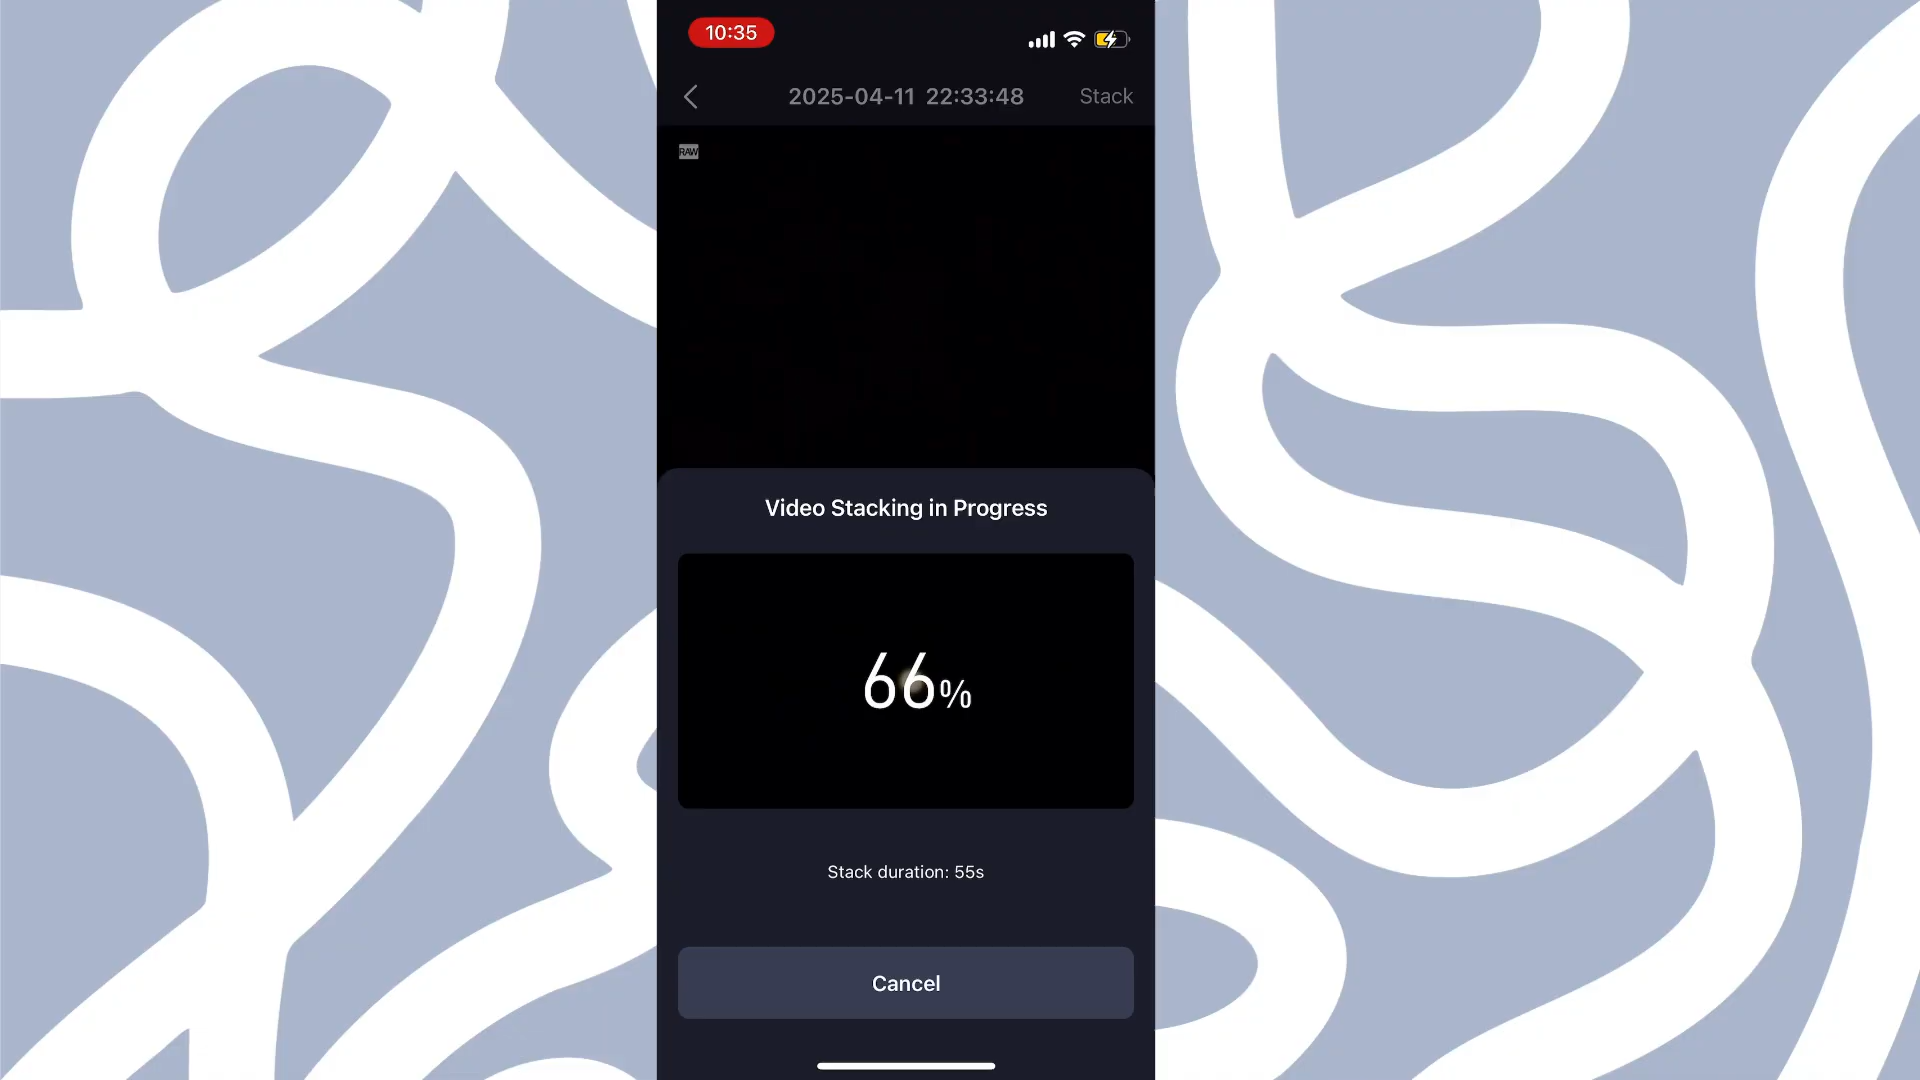 10:35
2025-04-11 22:33:48 Stack
RAW
Video Stacking in Progress
66%
Stack duration: 55s
Cancel